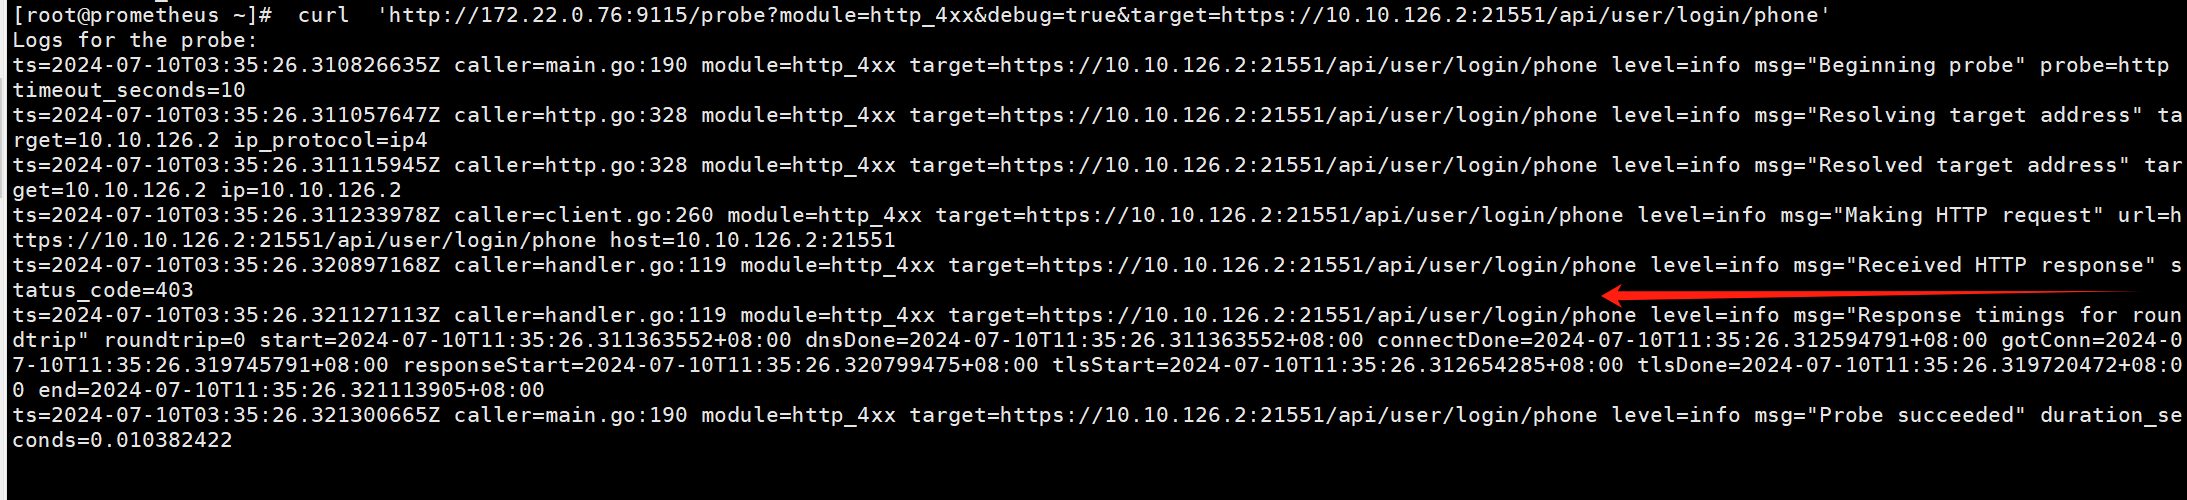 [root@prometheus ~]#  curl  'http://172.22.0.76:9115/probe?module=http_4xx&debug=true&target=https://10.10.126.2:21551/api/user/login/phone'
Logs for the probe:
ts=2024-07-10T03:35:26.310826635Z caller=main.go:190 module=http_4xx target=https://10.10.126.2:21551/api/user/login/phone level=info msg="Beginning probe" probe=http
timeout_seconds=10
ts=2024-07-10T03:35:26.311057647Z caller=http.go:328 module=http_4xx target=https://10.10.126.2:21551/api/user/login/phone level=info msg="Resolving target address" ta
rget=10.10.126.2 ip_protocol=ip4
ts=2024-07-10T03:35:26.311115945Z caller=http.go:328 module=http_4xx target=https://10.10.126.2:21551/api/user/login/phone level=info msg="Resolved target address" tar
get=10.10.126.2 ip=10.10.126.2
ts=2024-07-10T03:35:26.311233978Z caller=client.go:260 module=http_4xx target=https://10.10.126.2:21551/api/user/login/phone level=info msg="Making HTTP request" url=h
ttps://10.10.126.2:21551/api/user/login/phone host=10.10.126.2:21551
ts=2024-07-10T03:35:26.320897168Z caller=handler.go:119 module=http_4xx target=https://10.10.126.2:21551/api/user/login/phone level=info msg="Received HTTP response" s
tatus_code=403
ts=2024-07-10T03:35:26.321127113Z caller=handler.go:119 module=http_4xx target=https://10.10.126.2:21551/api/user/login/phone level=info msg="Response timings for roun
dtrip" roundtrip=0 start=2024-07-10T11:35:26.311363552+08:00 dnsDone=2024-07-10T11:35:26.311363552+08:00 connectDone=2024-07-10T11:35:26.312594791+08:00 gotConn=2024-0
7-10T11:35:26.319745791+08:00 responseStart=2024-07-10T11:35:26.320799475+08:00 tlsStart=2024-07-10T11:35:26.312654285+08:00 tlsDone=2024-07-10T11:35:26.319720472+08:0
0 end=2024-07-10T11:35:26.321113905+08:00
ts=2024-07-10T03:35:26.321300665Z caller=main.go:190 module=http_4xx target=https://10.10.126.2:21551/api/user/login/phone level=info msg="Probe succeeded" duration_se
conds=0.010382422